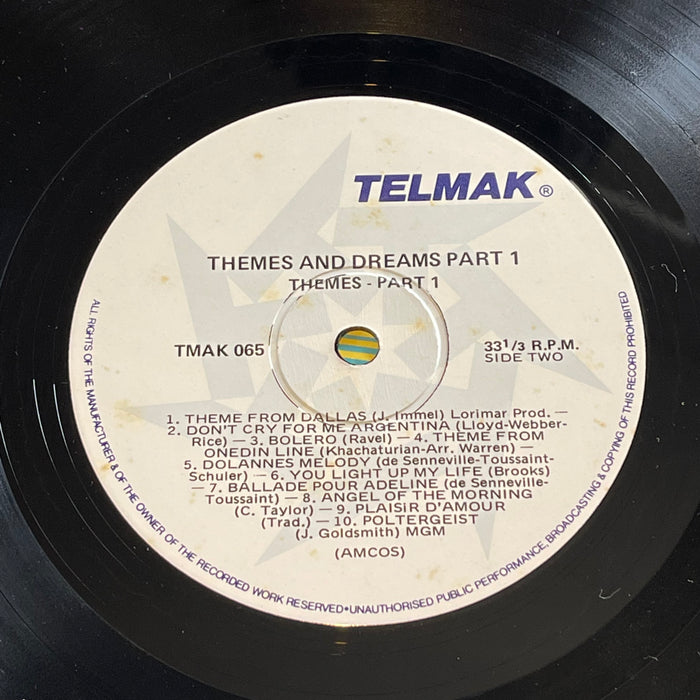 TELMAK ®
THEMES AND DREAMS PART 1
THEMES - PART 1
TMAK 065
33 1/3 R.P.M.
SIDE TWO
1. THEME FROM DALLAS (J. Immel) Lorimar Prod. —
2. DON'T CRY FOR ME ARGENTINA (Lloyd-Webber-
Rice) — 3. BOLERO (Ravel) — 4. THEME FROM
ONEDIN LINE (Khachaturian-Arr. Warren) —
5. DOLANNES MELODY (de Senneville-Toussaint-
Schuler) — 6. YOU LIGHT UP MY LIFE (Brooks)
— 7. BALLADE POUR ADELINE (de Senneville-
Toussaint) — 8. ANGEL OF THE MORNING
(C. Taylor) — 9. PLAISIR D'AMOUR
(Trad.) — 10. POLTERGEIST
(J. Goldsmith) MGM
(AMCOS)
ALL RIGHTS OF THE MANUFACTURER & OF THE OWNER OF THE RECORDED WORK RESERVED•UNAUTHORISED PUBLIC PERFORMANCE, BROADCASTING & COPYING OF THIS RECORD PROHIBITED